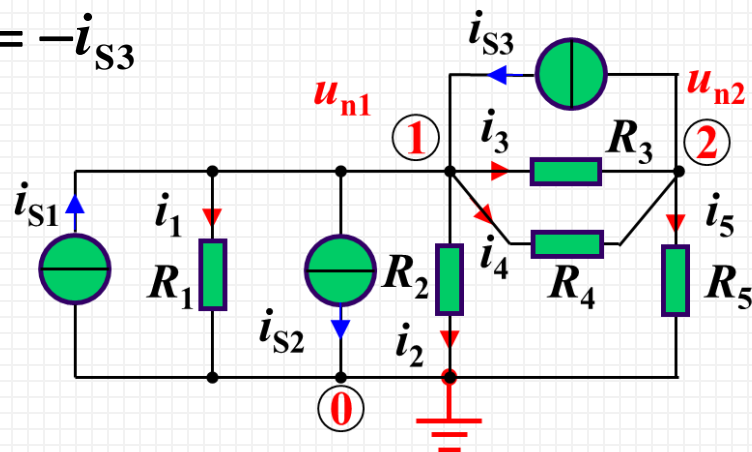 = −iS3
iS3
un1
un2
1
i3
R3
2
iS1
i1
i4
i5
R1
R2
R4
R5
iS2
i2
0